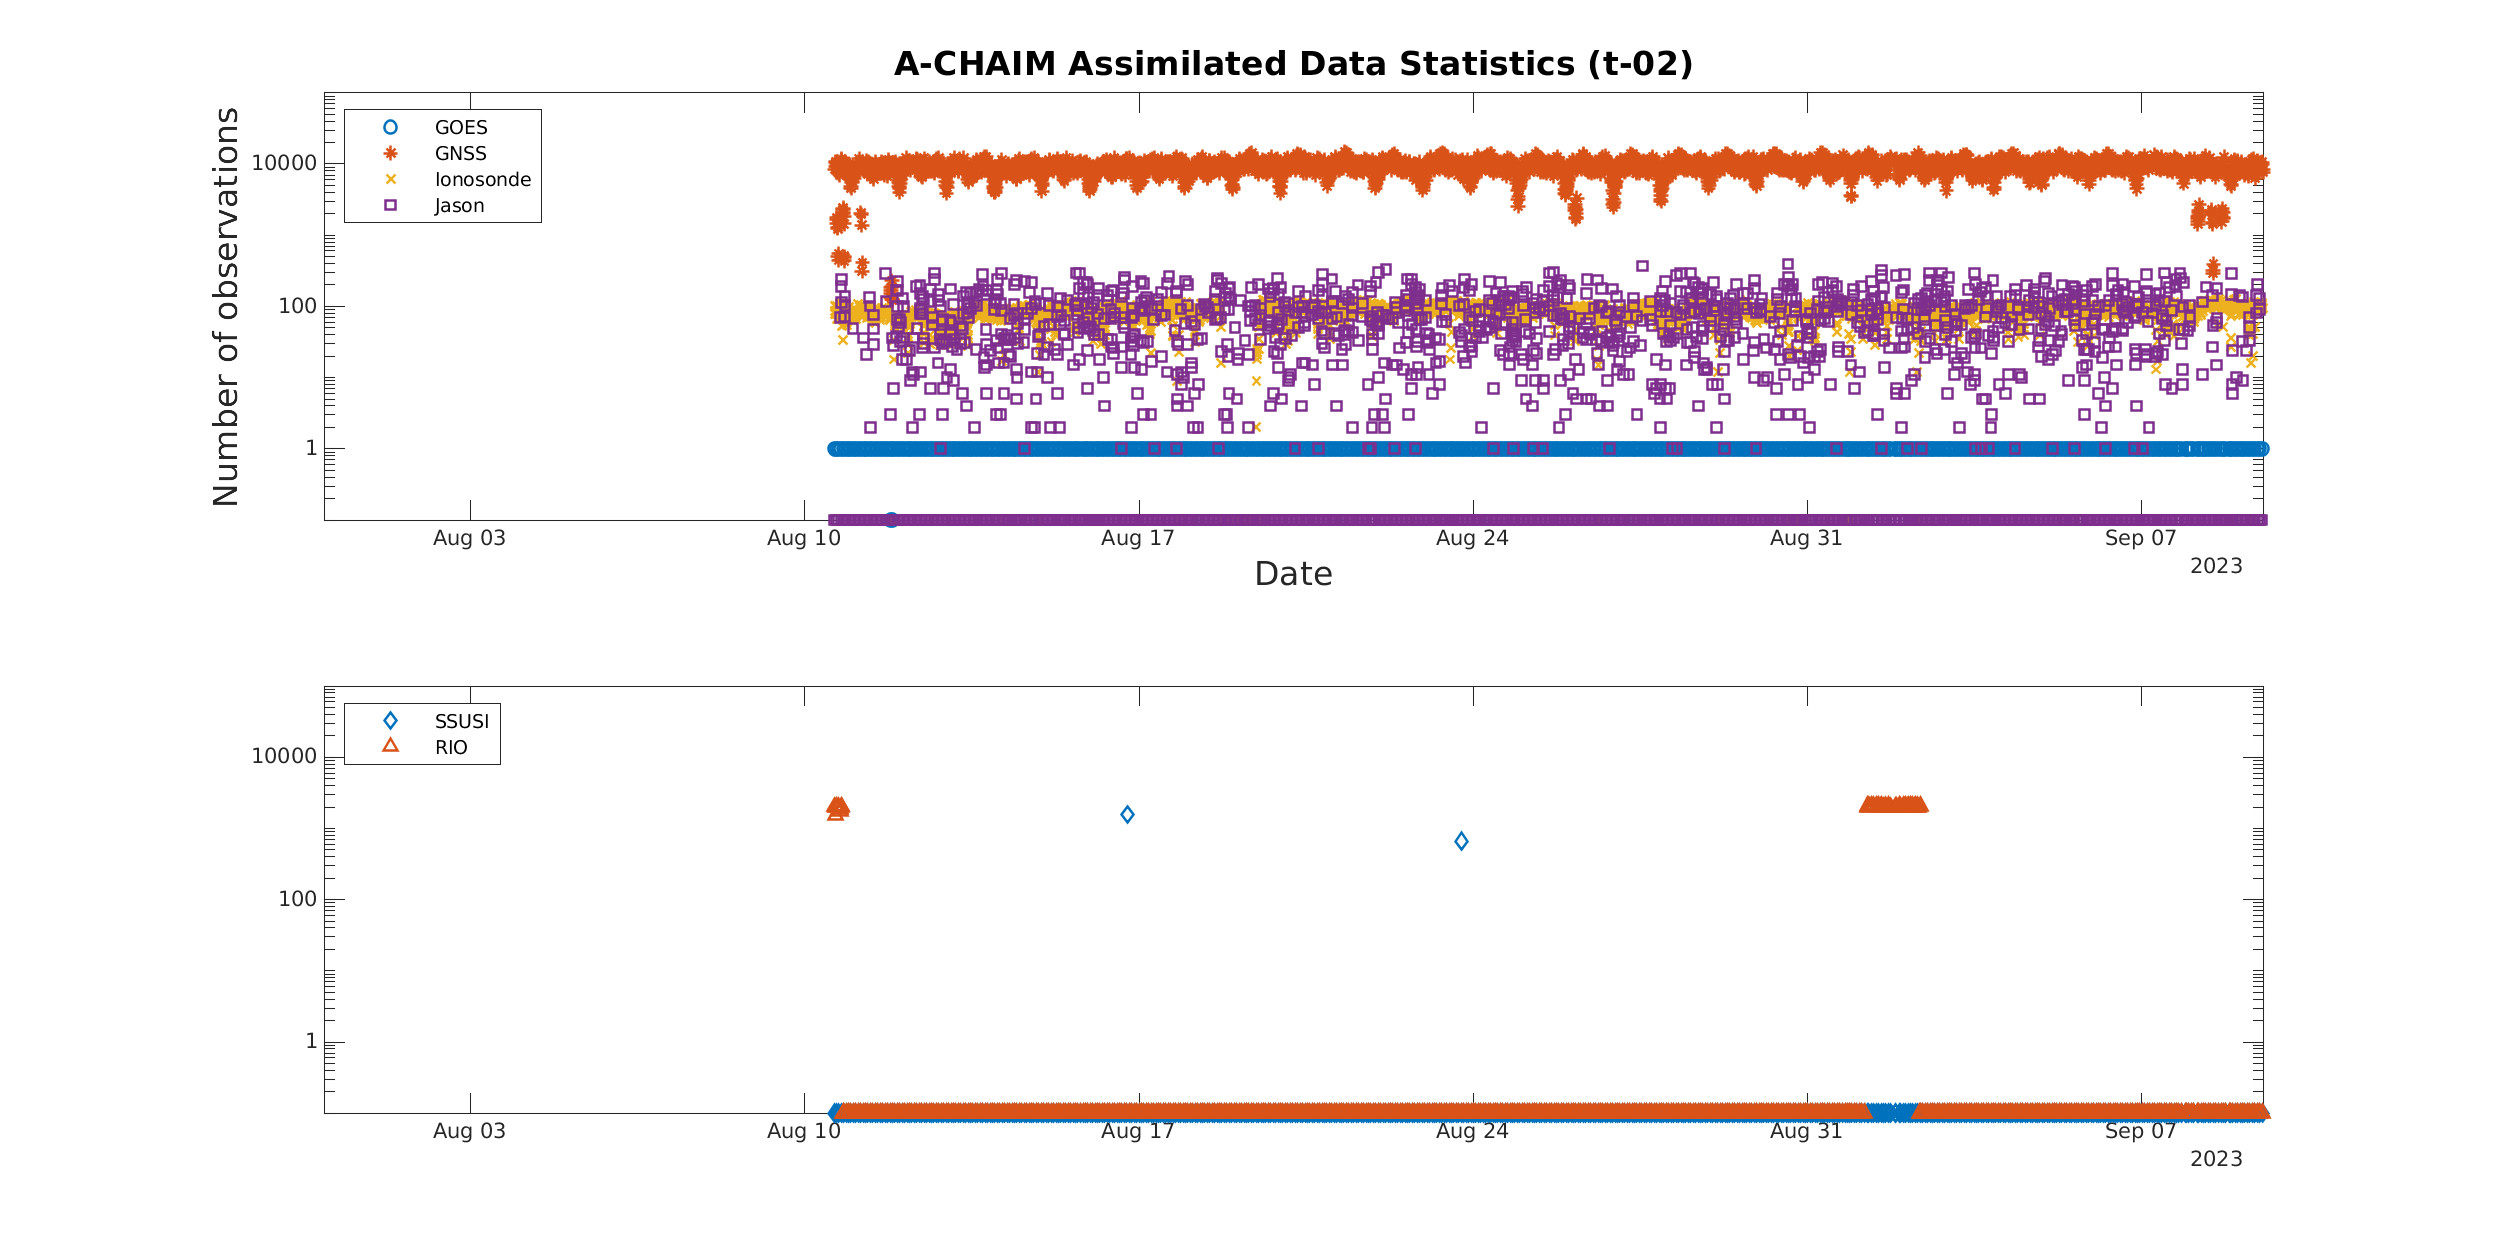 A-CHAIM Assimilated Data Statistics (t-02)
Number of observations
GOES
GNSS
Ionosonde
Jason
10000
100
1
Aug 03 Aug 10 Aug 17 Aug 24 Aug 31 Sep 07
2023
Date
SSUSI
RIO
10000
100
1
Aug 03 Aug 10 Aug 17 Aug 24 Aug 31 Sep 07
2023